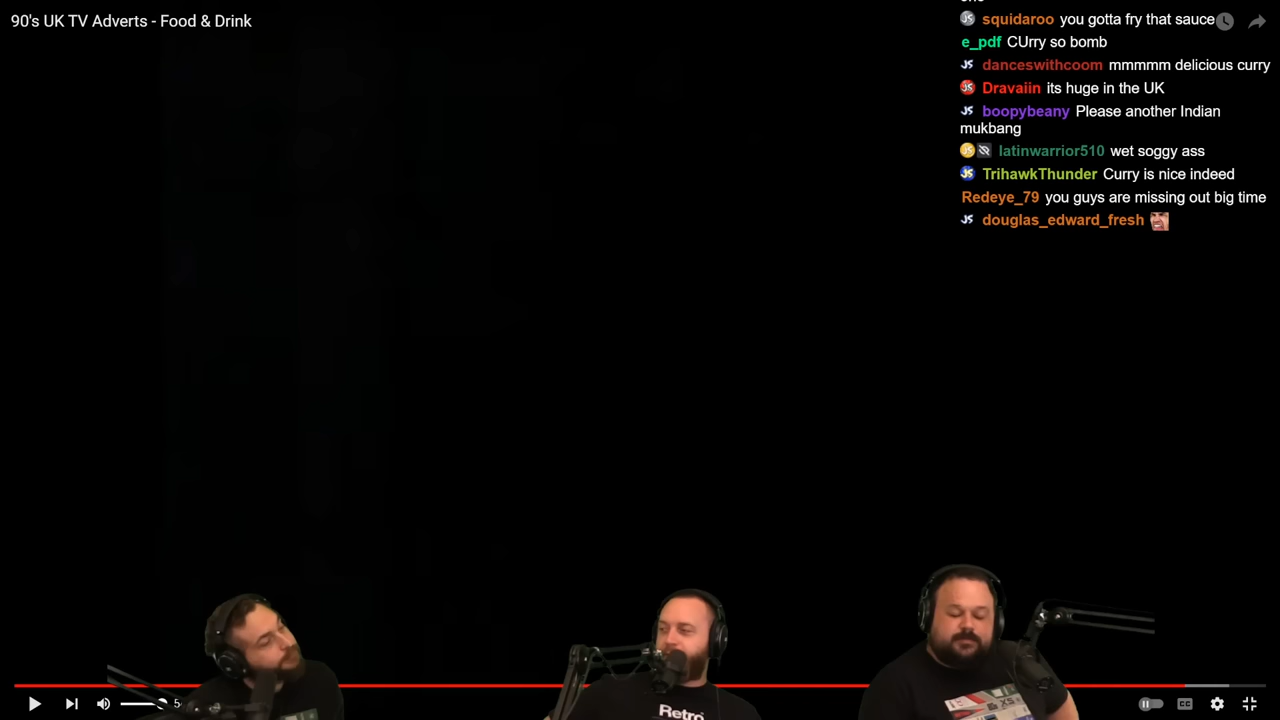 90's UK TV Adverts - Food & Drink
squidaroo you gotta fry that sauce
e_pdf CUrry so bomb
danceswithcoom mmmmm delicious curry
Dravaiin its huge in the UK
boopybeany Please another Indian
mukbang
latinwarrior510 wet soggy ass
TrihawkThunder Curry is nice indeed
Redeye_79 you guys are missing out big time
douglas_edward_fresh
Retro
5
CC